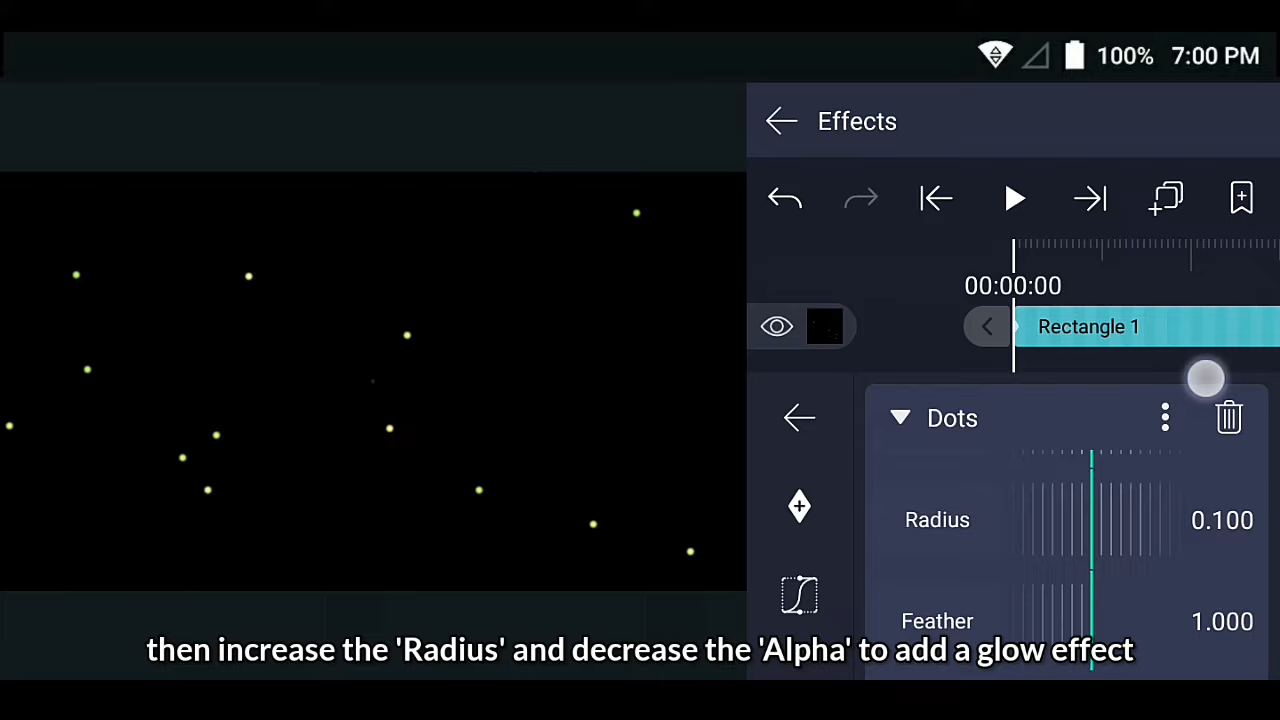 100% 7:00 PM
Effects
00:00:00
Rectangle 1
Dots
Radius 0.100
Feather 1.000
then increase the 'Radius' and decrease the 'Alpha' to add a glow effect